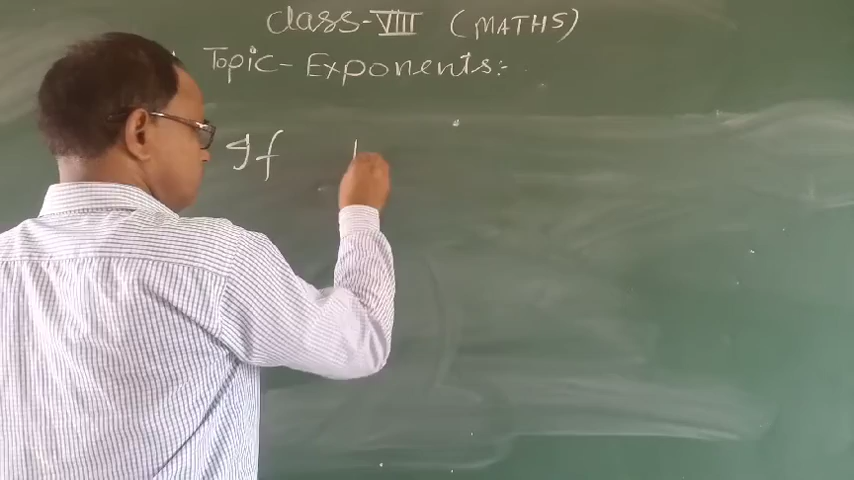 Class-VIII (MATHS)
Topic- Exponents:-
If